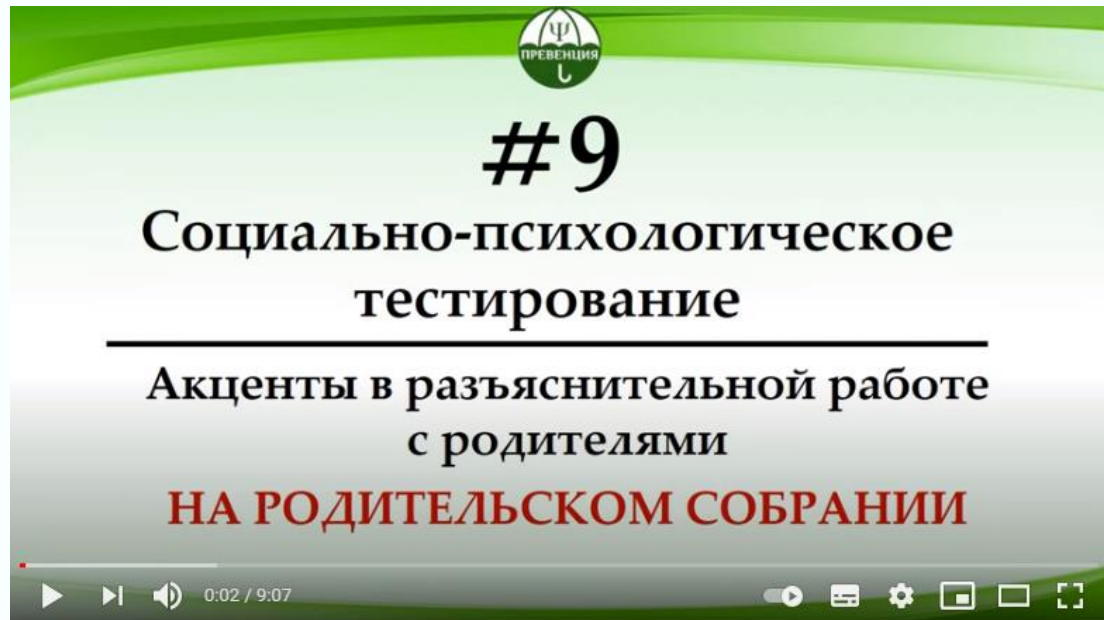 Ψ
ПРЕВЕНЦИЯ
#9
Социально-психологическое
тестирование
Акценты в разъяснительной работе
с родителями
НА РОДИТЕЛЬСКОМ СОБРАНИИ
0:02 / 9:07